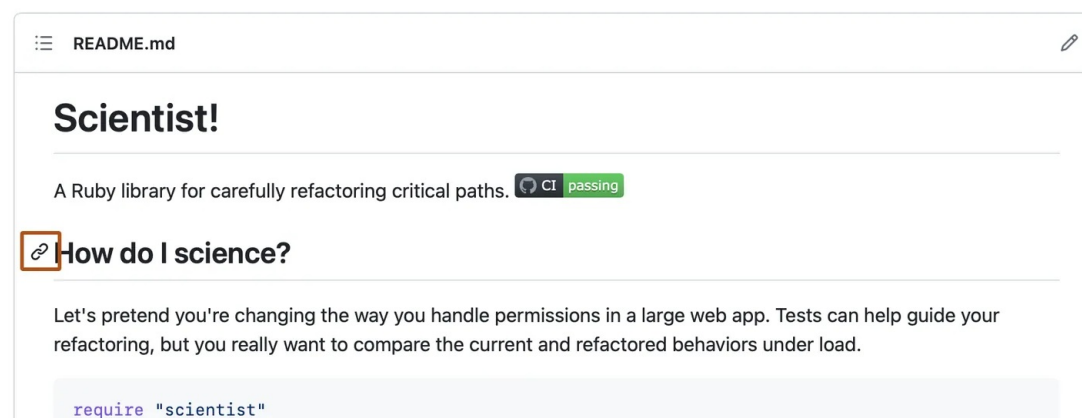 README.md
Scientist!
A Ruby library for carefully refactoring critical paths. CI passing
How do I science?
Let's pretend you're changing the way you handle permissions in a large web app. Tests can help guide your
refactoring, but you really want to compare the current and refactored behaviors under load.
require "scientist"